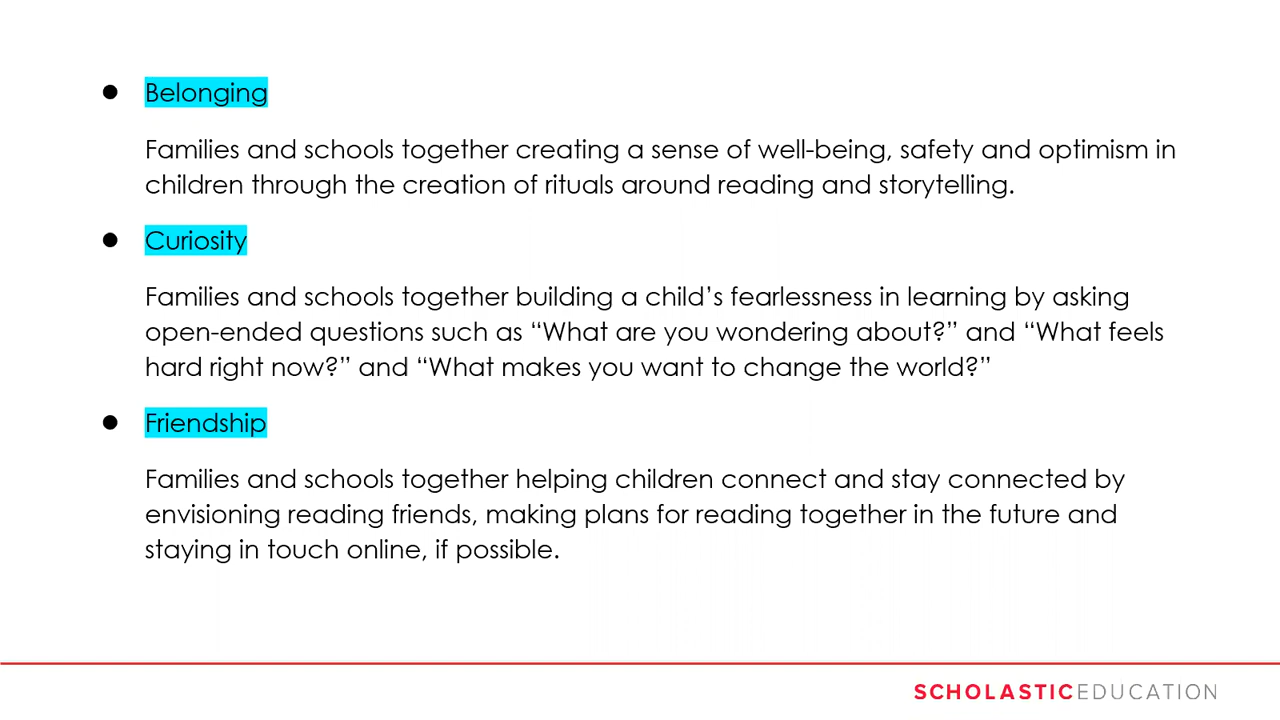 ● Belonging
Families and schools together creating a sense of well-being, safety and optimism in
children through the creation of rituals around reading and storytelling.
● Curiosity
Families and schools together building a child’s fearlessness in learning by asking
open-ended questions such as “What are you wondering about?” and “What feels
hard right now?” and “What makes you want to change the world?”
● Friendship
Families and schools together helping children connect and stay connected by
envisioning reading friends, making plans for reading together in the future and
staying in touch online, if possible.
SCHOLASTICEDUCATION